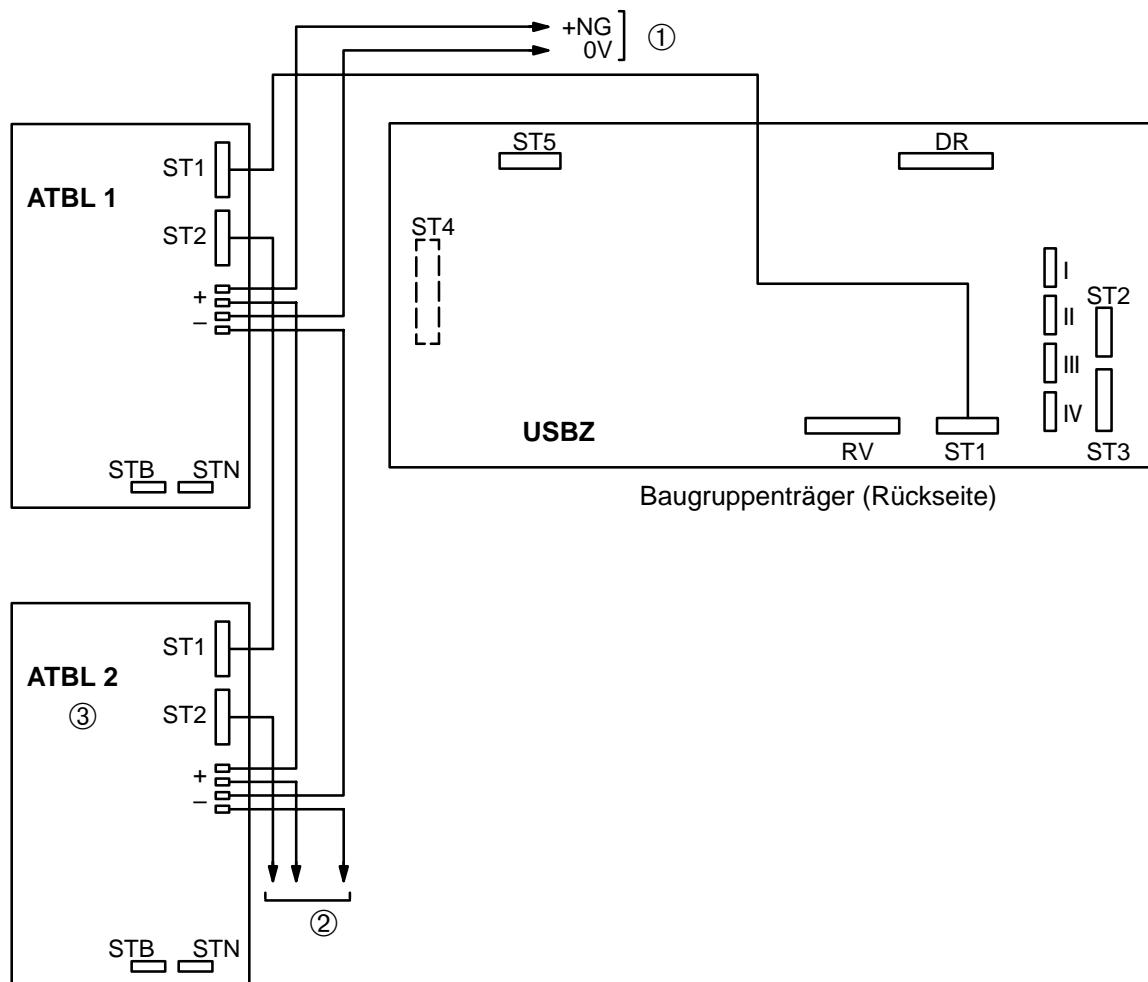 +NG
0V
①
ATBL 1
ST1
ST2
+
–
STB STN
ST5
DR
ST4
I
II
III
IV
ST2
ST3
USBZ
RV
ST1
Baugruppenträger (Rückseite)
ATBL 2
③
ST1
ST2
+
–
STB STN
②